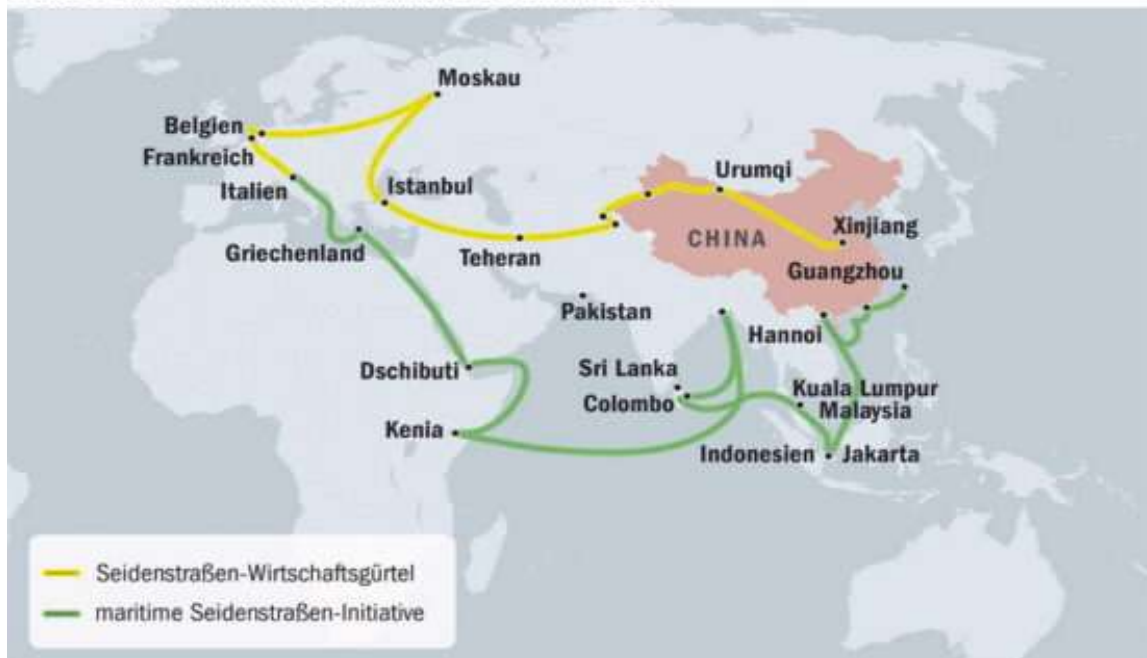 Moskau
Belgien
Frankreich
Italien
Istanbul
Urumqi
Griechenland
Teheran
CHINA
Xinjiang
Guangzhou
Pakistan
Hannoi
Dschibuti
Sri Lanka
Colombo
Kuala Lumpur
Malaysia
Kenia
Indonesien
Jakarta
Seidenstraßen-Wirtschaftsgürtel
maritime Seidenstraßen-Initiative